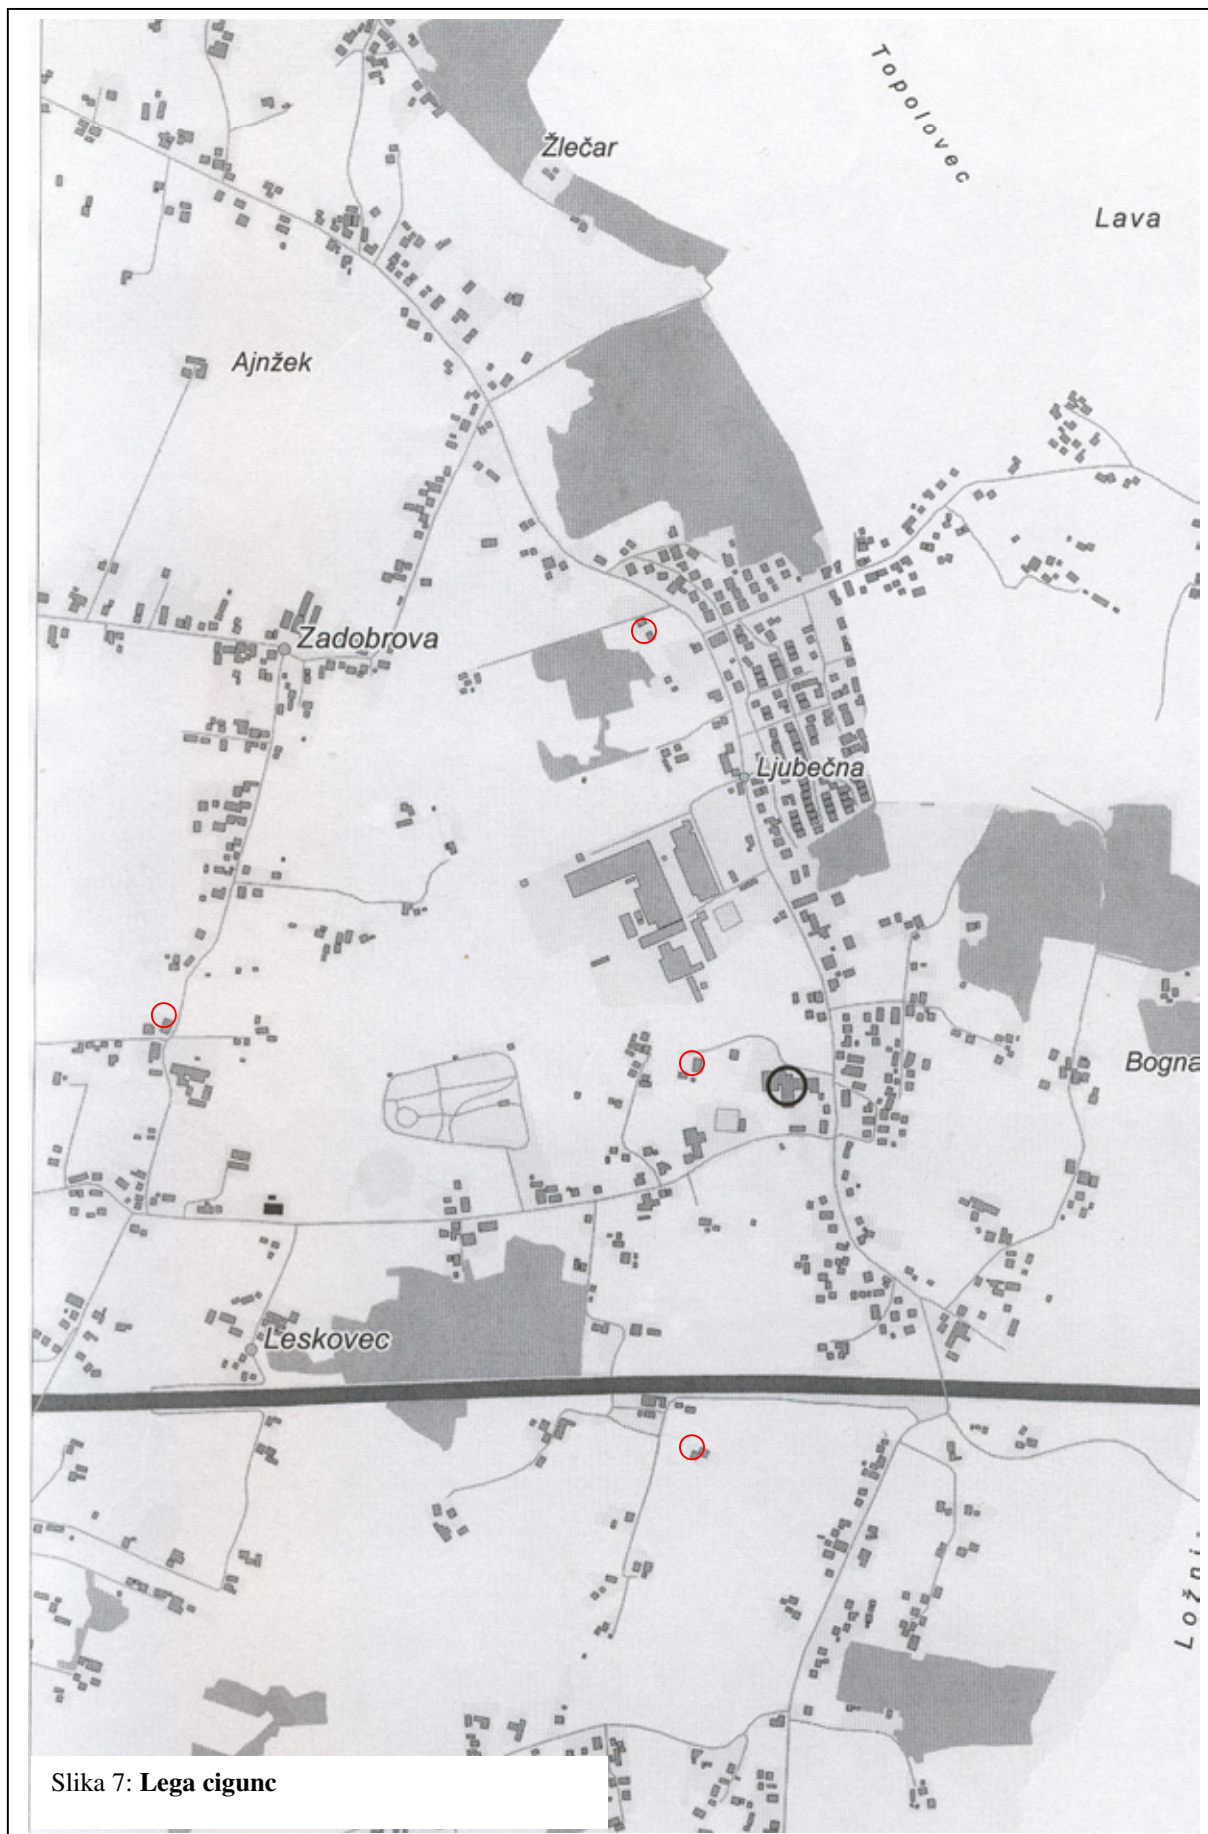 Topolovec
Žlečar
Lava
Ajnžek
Zadobrova
Ljubečna
Bogna
Leskovec
Ložni
Slika 7: Lega cigunc